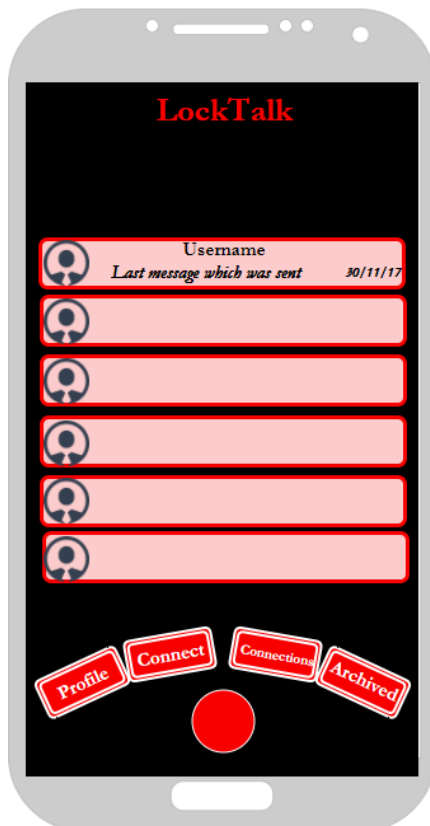 LockTalk
Username
Last message which was sent 30/11/17
Profile
Connect
Connections
Archived